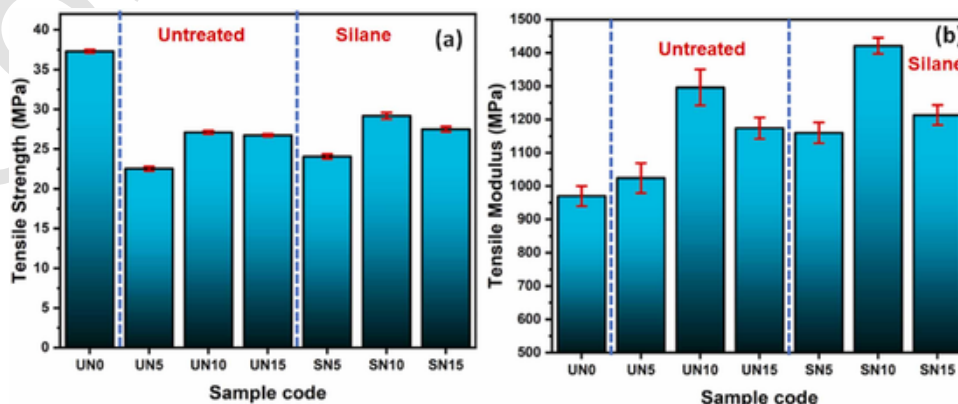 (a)
Untreated
Silane
Tensile Strength (MPa)
40
35
30
25
20
15
10
5
0
UN0 UN5 UN10 UN15 SN5 SN10 SN15
Sample code
(b)
Untreated
Silane
Tensile Modulus (MPa)
1500
1400
1300
1200
1100
1000
900
800
700
600
500
UN0 UN5 UN10 UN15 SN5 SN10 SN15
Sample code